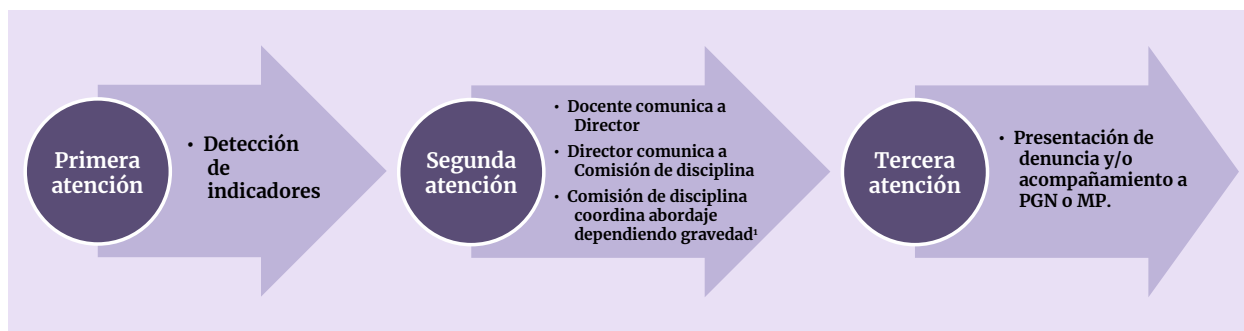 Primera
atención
• Detección
de
indicadores
Segunda
atención
• Docente comunica a
Director
• Director comunica a
Comisión de disciplina
• Comisión de disciplina
coordina abordaje
dependiendo gravedad¹
Tercera
atención
• Presentación de
denuncia y/o
acompañamiento a
PGN o MP.